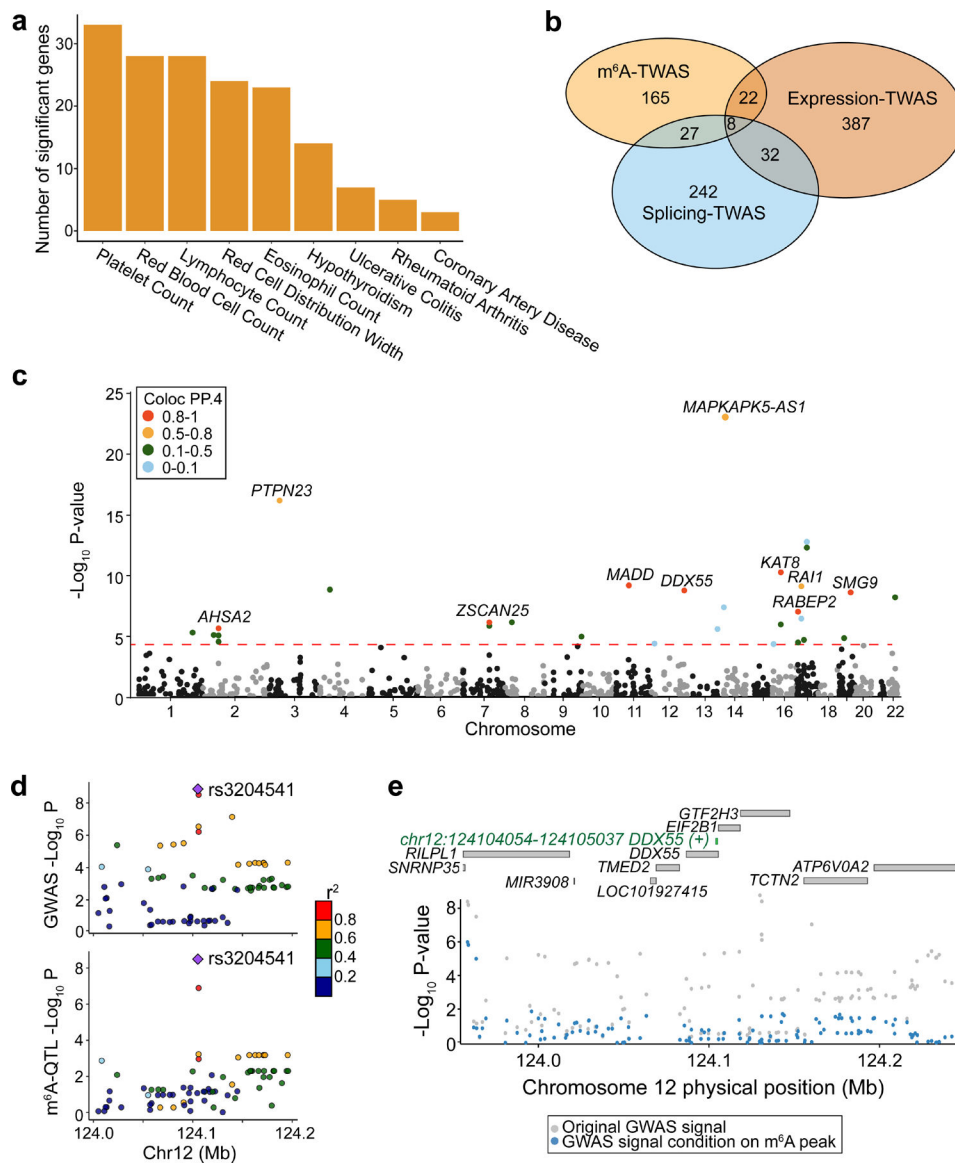 a
Number of significant genes
30
20
10
0
Platelet Count
Red Blood Cell Count
Lymphocyte Count
Red Cell Distribution Width
Eosinophil Count
Hypothyroidism
Ulcerative Colitis
Rheumatoid Arthritis
Coronary Artery Disease
b
m⁶A-TWAS
165
22
Expression-TWAS
387
8
27
32
242
Splicing-TWAS
c
-Log₁₀ P-value
25
20
15
10
5
0
Coloc PP.4
0.8-1
0.5-0.8
0.1-0.5
0-0.1
MAPKAPK5-AS1
PTPN23
AHSA2
ZSCAN25
MADD
DDX55
KAT8
RAI1
RABEP2
SMG9
1 2 3 4 5 6 7 8 9 10 11 12 13 14 16 18 20 22
Chromosome
d
GWAS -Log₁₀ P
8
6
4
2
0
rs3204541
r²
0.8
0.6
0.4
0.2
m⁶A-QTL -Log₁₀ P
8
6
4
2
0
rs3204541
124.0 124.1 124.2
Chr12 (Mb)
e
GTF2H3
EIF2B1
chr12:124104054-124105037 DDX55 (+)
RILPL1
DDX55
SNRNP35
TMED2
ATP6V0A2
MIR3908
LOC101927415
TCTN2
-Log₁₀ P-value
8
6
4
2
0
124.0 124.1 124.2
Chromosome 12 physical position (Mb)
Original GWAS signal
GWAS signal condition on m⁶A peak